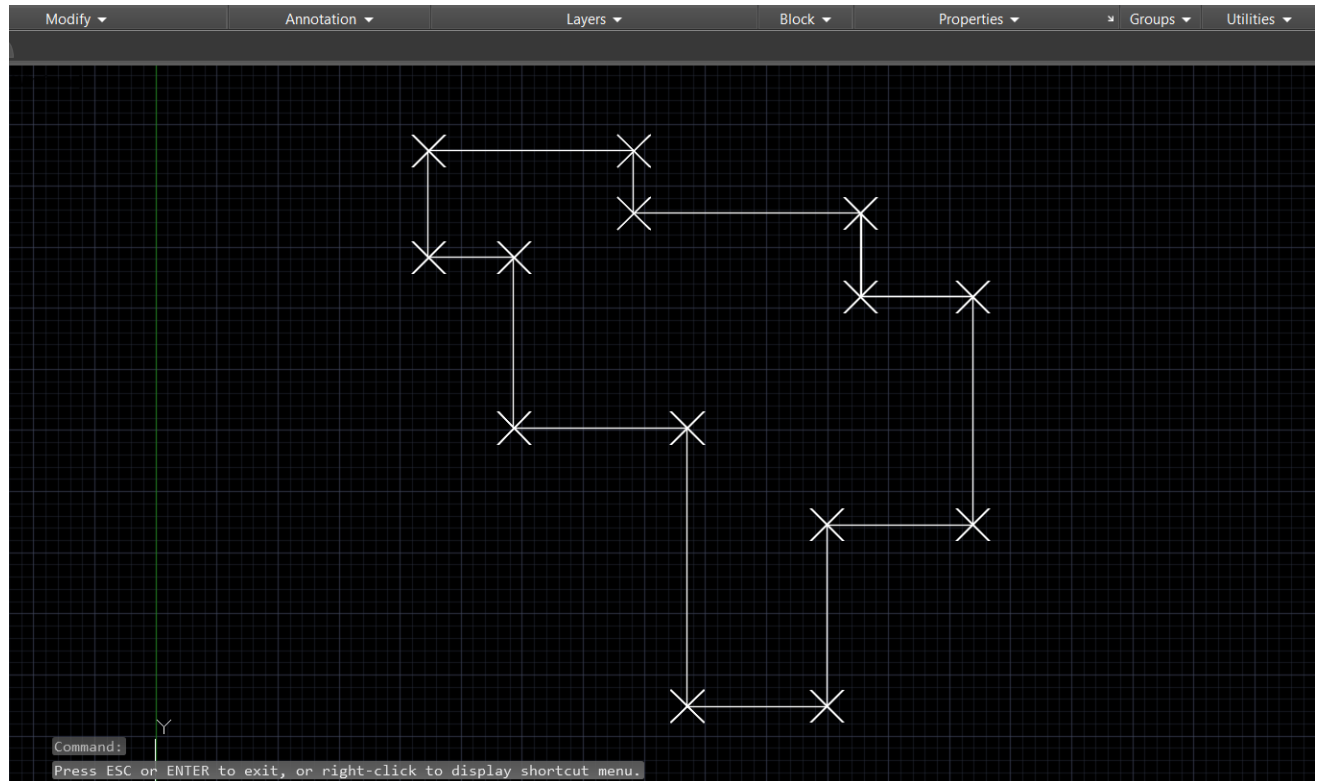 Modify Annotation Layers Block Properties Groups Utilities
Y
Command:
Press ESC or ENTER to exit, or right-click to display shortcut menu.